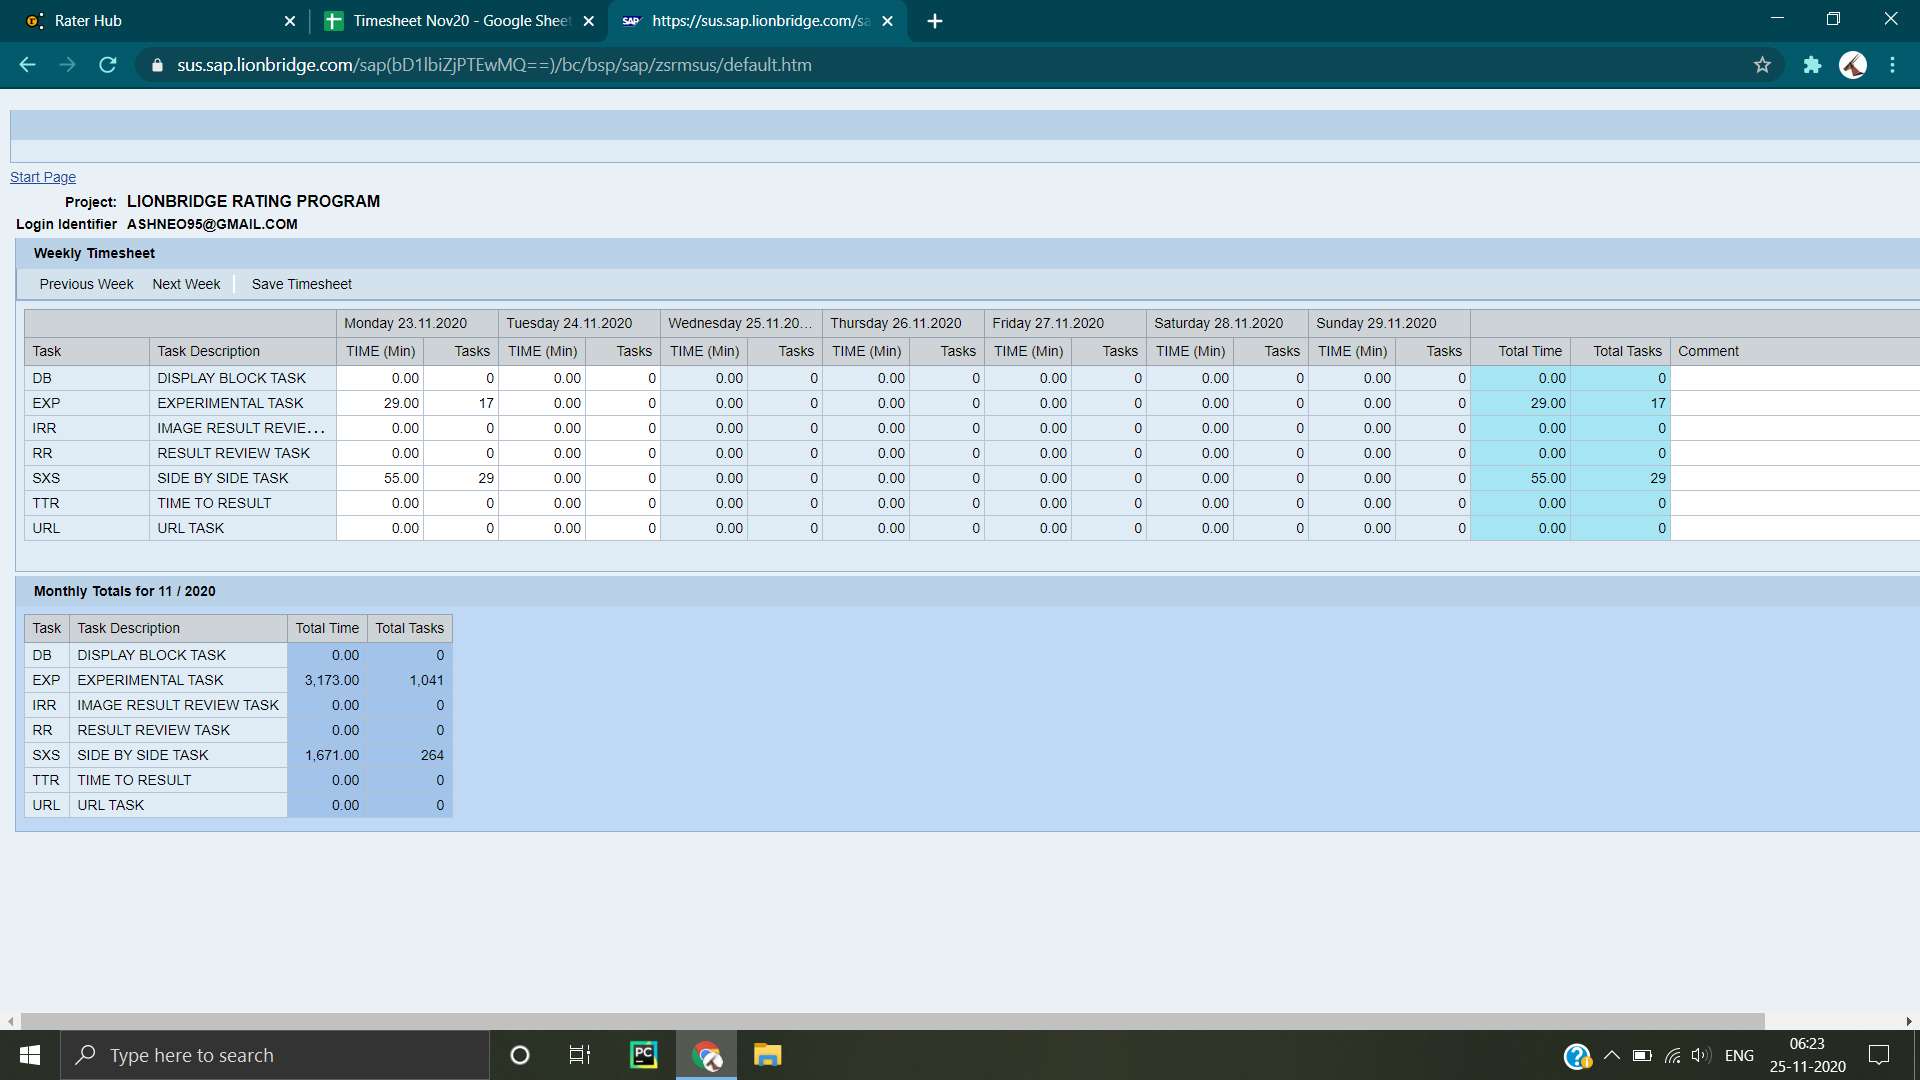 Rater Hub
Timesheet Nov20 - Google Sheet
SAP https://sus.sap.lionbridge.com/sa
sus.sap.lionbridge.com/sap(bD1lbiZjPTEwMQ==)/bc/bsp/sap/zsrmsus/default.htm
Start Page
Project: LIONBRIDGE RATING PROGRAM
Login Identifier ASHNEO95@GMAIL.COM
Weekly Timesheet
Previous Week Next Week Save Timesheet
Monday 23.11.2020 Tuesday 24.11.2020 Wednesday 25.11.20... Thursday 26.11.2020 Friday 27.11.2020 Saturday 28.11.2020 Sunday 29.11.2020
Task Task Description TIME (Min) Tasks TIME (Min) Tasks TIME (Min) Tasks TIME (Min) Tasks TIME (Min) Tasks TIME (Min) Tasks TIME (Min) Tasks Total Time Total Tasks Comment
DB DISPLAY BLOCK TASK 0.00 0 0.00 0 0.00 0 0.00 0 0.00 0 0.00 0 0.00 0 0.00 0
EXP EXPERIMENTAL TASK 29.00 17 0.00 0 0.00 0 0.00 0 0.00 0 0.00 0 0.00 0 29.00 17
IRR IMAGE RESULT REVIE... 0.00 0 0.00 0 0.00 0 0.00 0 0.00 0 0.00 0 0.00 0 0.00 0
RR RESULT REVIEW TASK 0.00 0 0.00 0 0.00 0 0.00 0 0.00 0 0.00 0 0.00 0 0.00 0
SXS SIDE BY SIDE TASK 55.00 29 0.00 0 0.00 0 0.00 0 0.00 0 0.00 0 0.00 0 55.00 29
TTR TIME TO RESULT 0.00 0 0.00 0 0.00 0 0.00 0 0.00 0 0.00 0 0.00 0 0.00 0
URL URL TASK 0.00 0 0.00 0 0.00 0 0.00 0 0.00 0 0.00 0 0.00 0 0.00 0
Monthly Totals for 11 / 2020
Task Task Description Total Time Total Tasks
DB DISPLAY BLOCK TASK 0.00 0
EXP EXPERIMENTAL TASK 3,173.00 1,041
IRR IMAGE RESULT REVIEW TASK 0.00 0
RR RESULT REVIEW TASK 0.00 0
SXS SIDE BY SIDE TASK 1,671.00 264
TTR TIME TO RESULT 0.00 0
URL URL TASK 0.00 0
Type here to search
PC
ENG
06:23
25-11-2020